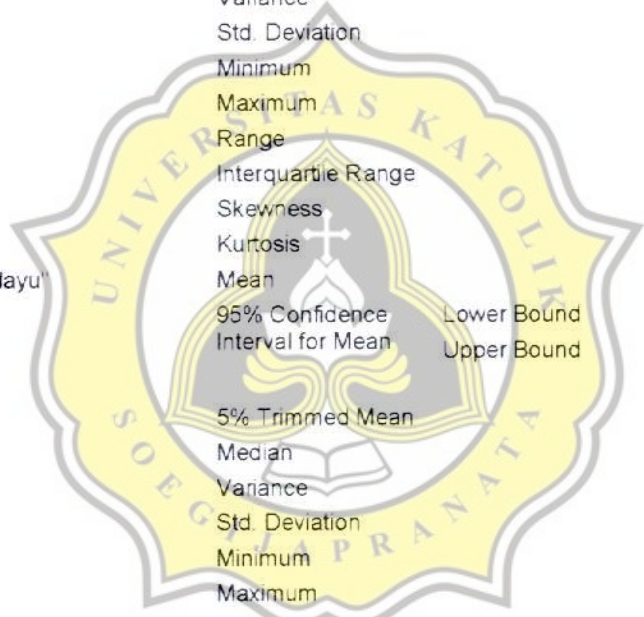 Variance
Std. Deviation
Minimum
Maximum
Range
Interquartile Range
Skewness
Kurtosis
Mean
95% Confidence Lower Bound
Interval for Mean Upper Bound
5% Trimmed Mean
Median
Variance
Std. Deviation
Minimum
Maximum
UNIVERSITAS KATOLIK
SOEGIJAPRANATA